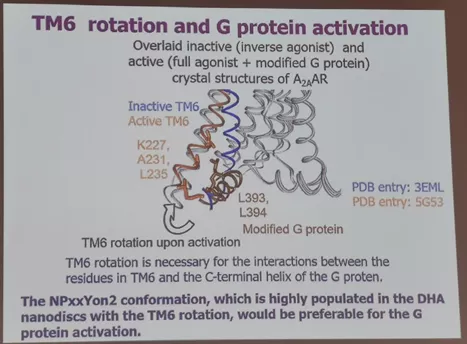 TM6 rotation and G protein activation
Overlaid inactive (inverse agonist) and
active (full agonist + modified G protein)
crystal structures of A2AAR
Inactive TM6
Active TM6
K227,
A231,
L235
L393,
L394
Modified G protein
PDB entry: 3EML
PDB entry: 5G53
TM6 rotation upon activation
TM6 rotation is necessary for the interactions between the
residues in TM6 and the C-terminal helix of the G proten.
The NPxxYon2 conformation, which is highly populated in the DHA
nanodiscs with the TM6 rotation, would be preferable for the G
protein activation.